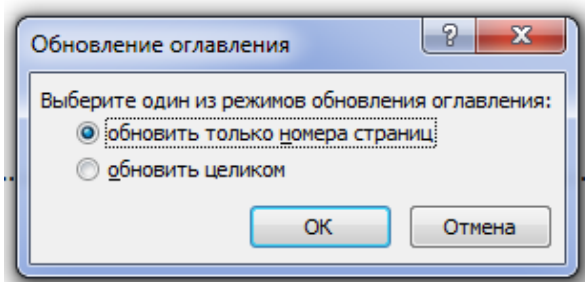 Обновление оглавления
Выберите один из режимов обновления оглавления:
обновить только номера страниц
обновить целиком
ОК Отмена